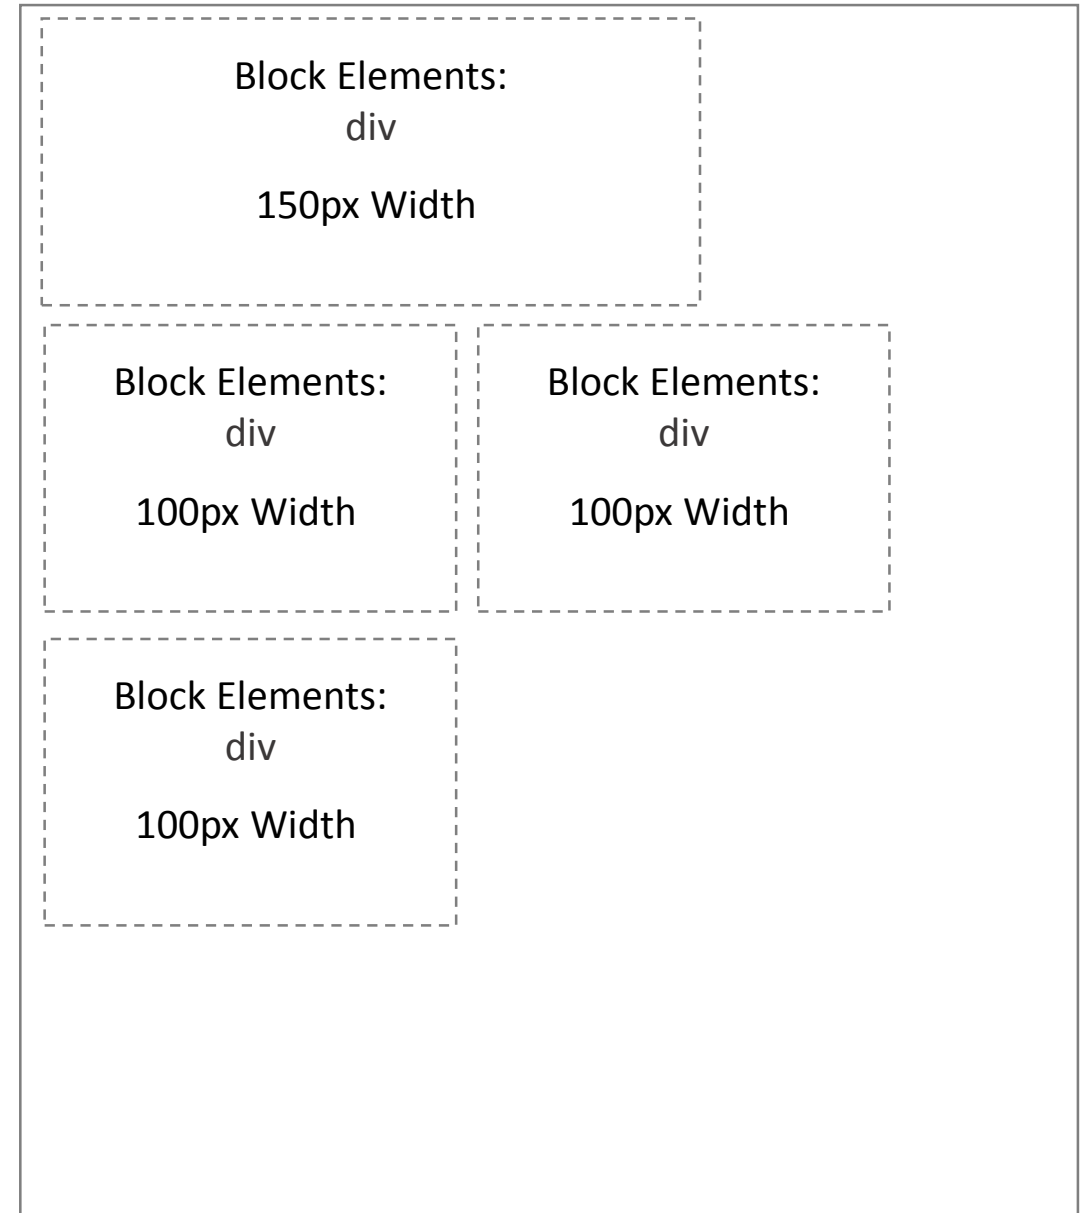 Block Elements:
div
150px Width
Block Elements:
div
100px Width
Block Elements:
div
100px Width
Block Elements:
div
100px Width